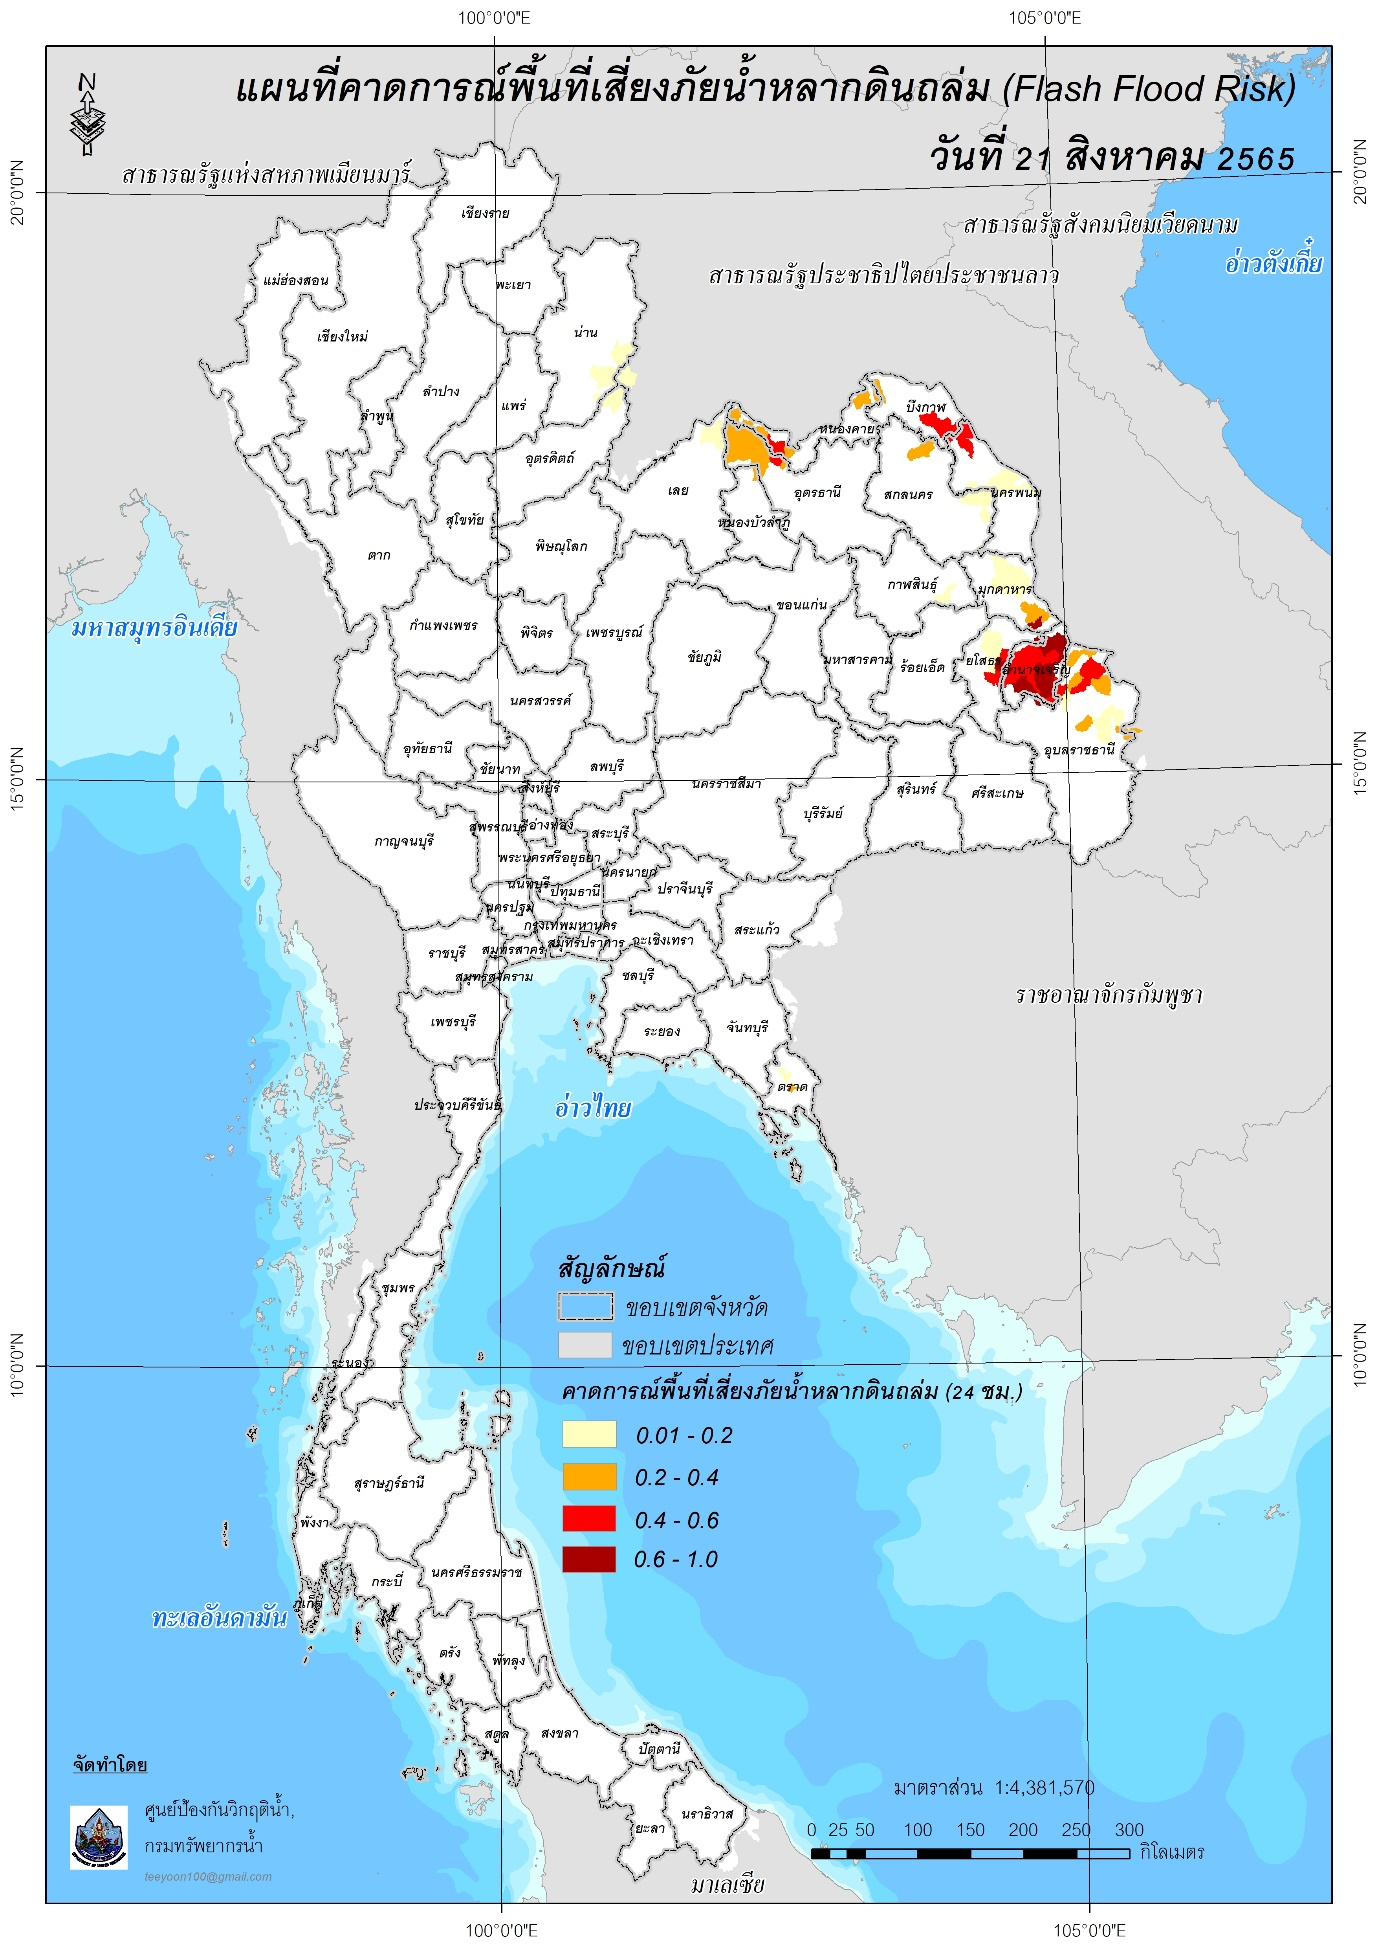 100°0'0"E
105°0'0"E
แผนที่คาดการณ์พื้นที่เสี่ยงภัยน้ำหลากดินถล่ม (Flash Flood Risk)
วันที่ 21 สิงหาคม 2565
N
20°0'0"N
20°0'0"N
สาธารณรัฐแห่งสหภาพเมียนมาร์
สาธารณรัฐสังคมนิยมเวียดนาม
อ่าวตังเกี๋ย
สาธารณรัฐประชาธิปไตยประชาชนลาว
เชียงราย
แม่ฮ่องสอน
พะเยา
น่าน
เชียงใหม่
ลำปาง
แพร่
ลำพูน
บึงกาฬ
หนองคาย
อุตรดิตถ์
เลย
อุดรธานี
สกลนคร
นครพนม
หนองบัวลำภู
สุโขทัย
พิษณุโลก
ตาก
กาฬสินธุ์
มุกดาหาร
ขอนแก่น
มหาสมุทรอินเดีย
กำแพงเพชร
พิจิตร
เพชรบูรณ์
ชัยภูมิ
มหาสารคาม
ร้อยเอ็ด
ยโสธร
อำนาจเจริญ
นครสวรรค์
อุทัยธานี
ชัยนาท
ลพบุรี
อุบลราชธานี
15°0'0"N
15°0'0"N
สิงห์บุรี
นครราชสีมา
สุรินทร์
ศรีสะเกษ
บุรีรัมย์
กาญจนบุรี
สุพรรณบุรี
อ่างทอง
สระบุรี
พระนครศรีอยุธยา
นครนายก
นนทบุรี
ปทุมธานี
ปราจีนบุรี
นครปฐม
กรุงเทพมหานคร
สระแก้ว
ราชบุรี
สมุทรสาคร
สมุทรปราการ
ฉะเชิงเทรา
สมุทรสงคราม
ชลบุรี
ราชอาณาจักรกัมพูชา
เพชรบุรี
ระยอง
จันทบุรี
ตราด
ประจวบคีรีขันธ์
อ่าวไทย
สัญลักษณ์
ชุมพร
ขอบเขตจังหวัด
ขอบเขตประเทศ
10°0'0"N
10°0'0"N
ระนอง
คาดการณ์พื้นที่เสี่ยงภัยน้ำหลากดินถล่ม (24 ชม.)
0.01 - 0.2
0.2 - 0.4
0.4 - 0.6
0.6 - 1.0
สุราษฎร์ธานี
พังงา
นครศรีธรรมราช
กระบี่
ภูเก็ต
ทะเลอันดามัน
ตรัง
พัทลุง
สตูล
สงขลา
ปัตตานี
ยะลา
นราธิวาส
มาเลเซีย
จัดทำโดย
ศูนย์ป้องกันวิกฤติน้ำ,
กรมทรัพยากรน้ำ
teeyoon100@gmail.com
มาตราส่วน 1:4,381,570
0 25 50 100 150 200 250 300
กิโลเมตร
100°0'0"E
105°0'0"E